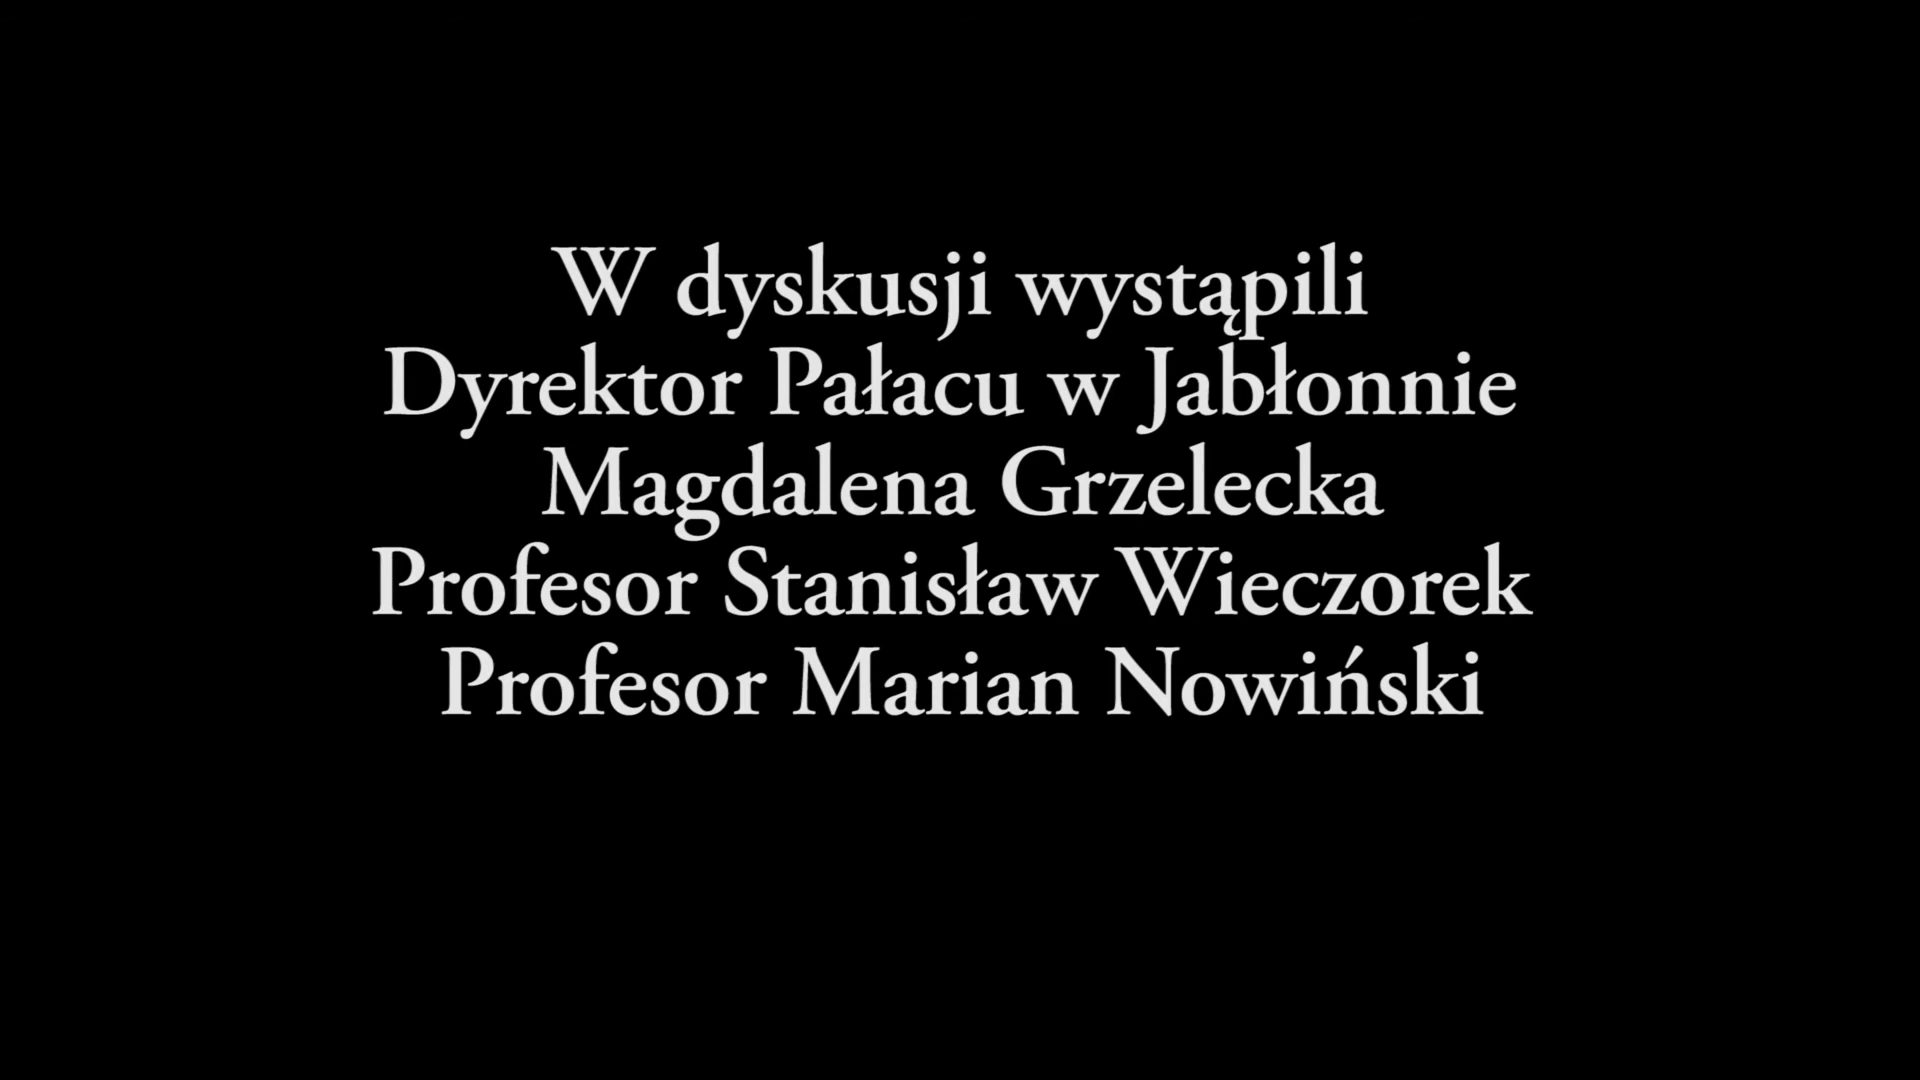 W dyskusji wystąpili
Dyrektor Pałacu w Jabłonnie
Magdalena Grzelecka
Profesor Stanisław Wieczorek
Profesor Marian Nowiński